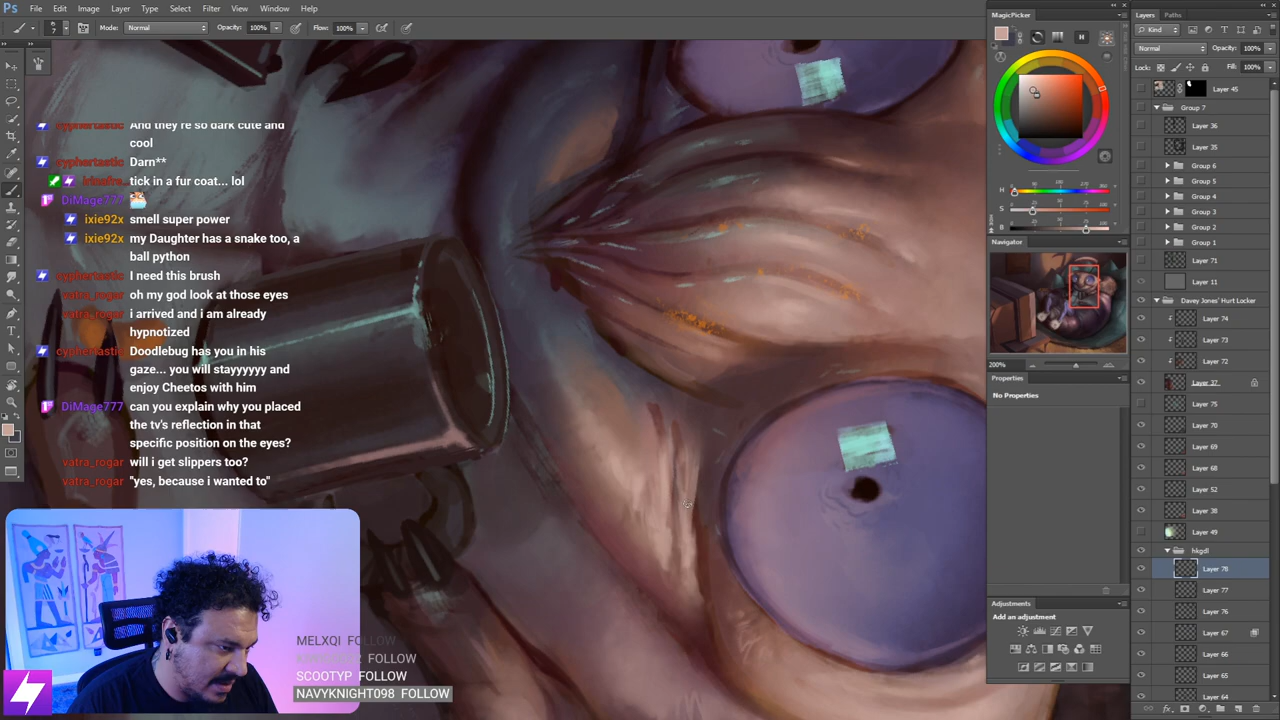 Ps File Edit Image Layer Type Select Filter View Window Help
7 Mode: Normal Opacity: 100% Flow: 100%
cyphertastic And they're so dark cute and
cool
cyphertastic Darn**
tick in a fur coat... lol
DiMage777
ixie92x smell super power
ixie92x my Daughter has a snake too, a
ball python
cyphertastic I need this brush
vatra_rogar oh my god look at those eyes
vatra_rogar i arrived and i am already
hypnotized
cyphertastic Doodlebug has you in his
gaze... you will stayyyyyy and
enjoy Cheetos with him
DiMage777 can you explain why you placed
the tv's reflection in that
specific position on the eyes?
vatra_rogar will i get slippers too?
vatra_rogar "yes, because i wanted to"
MELXQI FOLLOW
FOLLOW
SCOOTYP FOLLOW
NAVYKNIGHT098 FOLLOW
MagicPicker
H
H
S
B
Navigator
200%
Properties
No Properties
Adjustments
Add an adjustment
Layers Paths
Kind
Normal Opacity: 100%
Lock: Fill: 100%
Layer 45
Group 7
Layer 36
Layer 35
Group 6
Group 5
Group 4
Group 3
Group 2
Group 1
Layer 71
Layer 11
Davey Jones' Hurt Locker
Layer 74
Layer 73
Layer 72
Layer 37
Layer 75
Layer 70
Layer 69
Layer 68
Layer 52
Layer 38
Layer 49
hkgdl
Layer 78
Layer 77
Layer 76
Layer 67
Layer 66
Layer 65
Layer 64